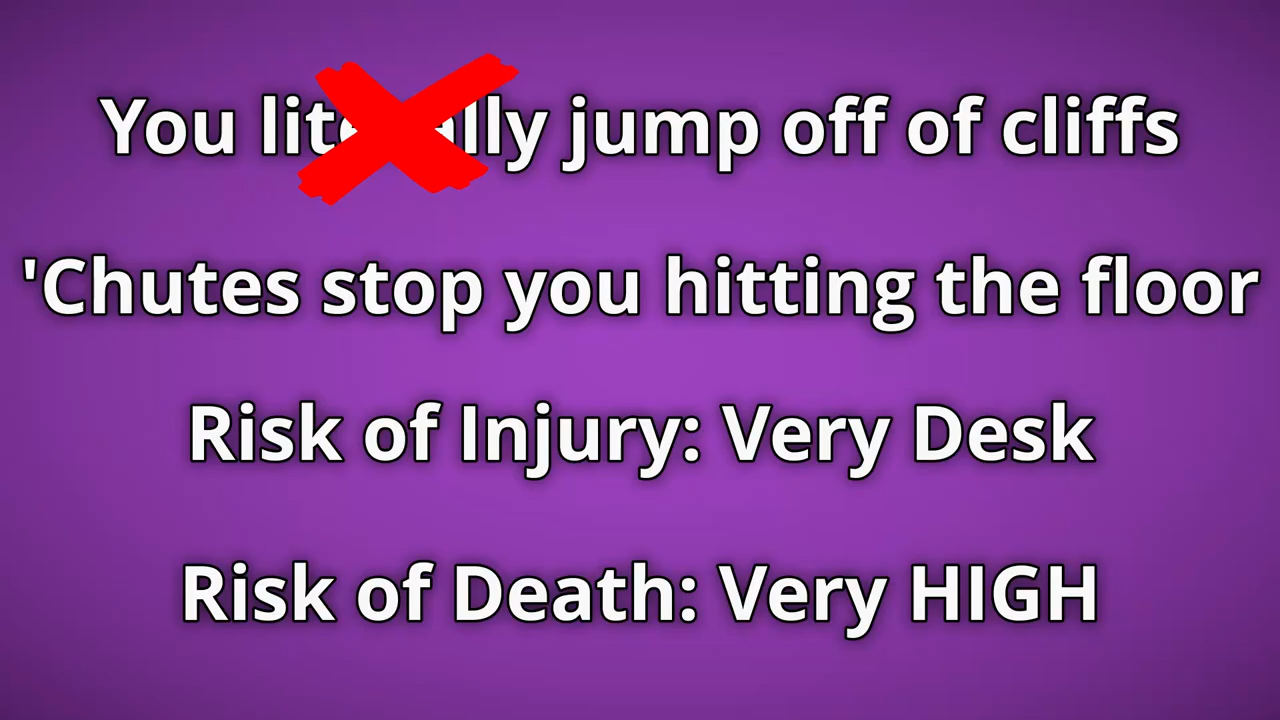 You literally jump off of cliffs
'Chutes stop you hitting the floor
Risk of Injury: Very Desk
Risk of Death: Very HIGH